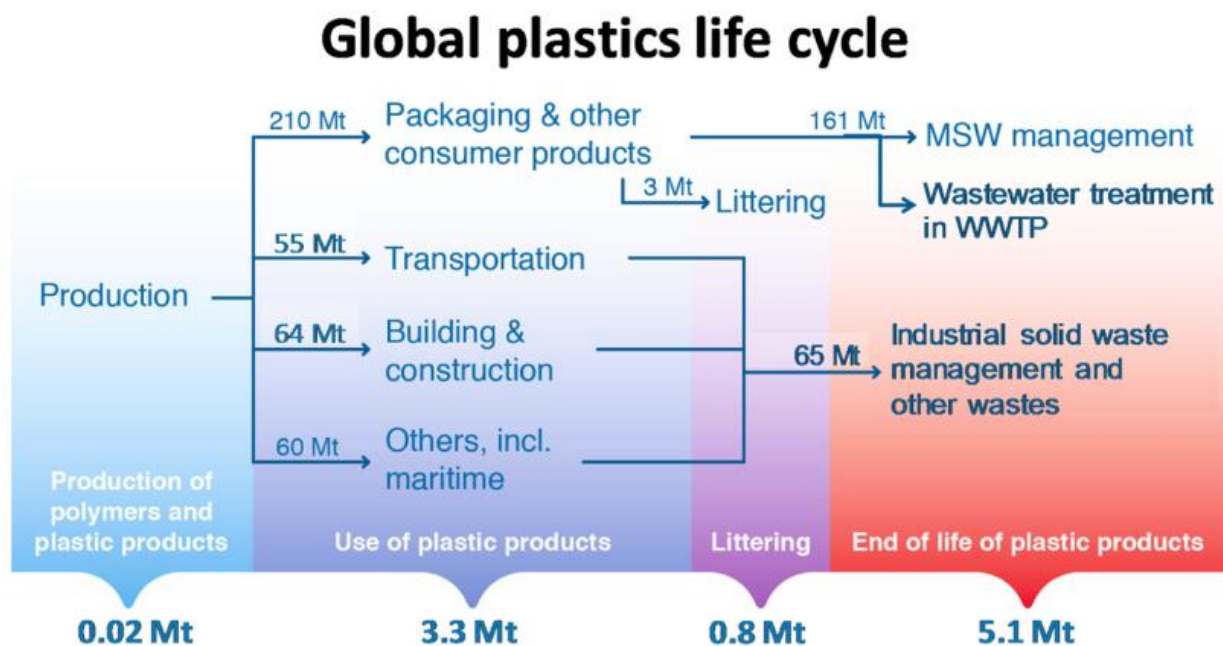 Global plastics life cycle
210 Mt
Packaging & other
consumer products
161 Mt
MSW management
3 Mt
Littering
Wastewater treatment
in WWTP
55 Mt
Transportation
Production
64 Mt
Building &
construction
65 Mt
Industrial solid waste
management and
other wastes
60 Mt
Others, incl.
maritime
Production of
polymers and
plastic products
Use of plastic products
Littering
End of life of plastic products
0.02 Mt
3.3 Mt
0.8 Mt
5.1 Mt